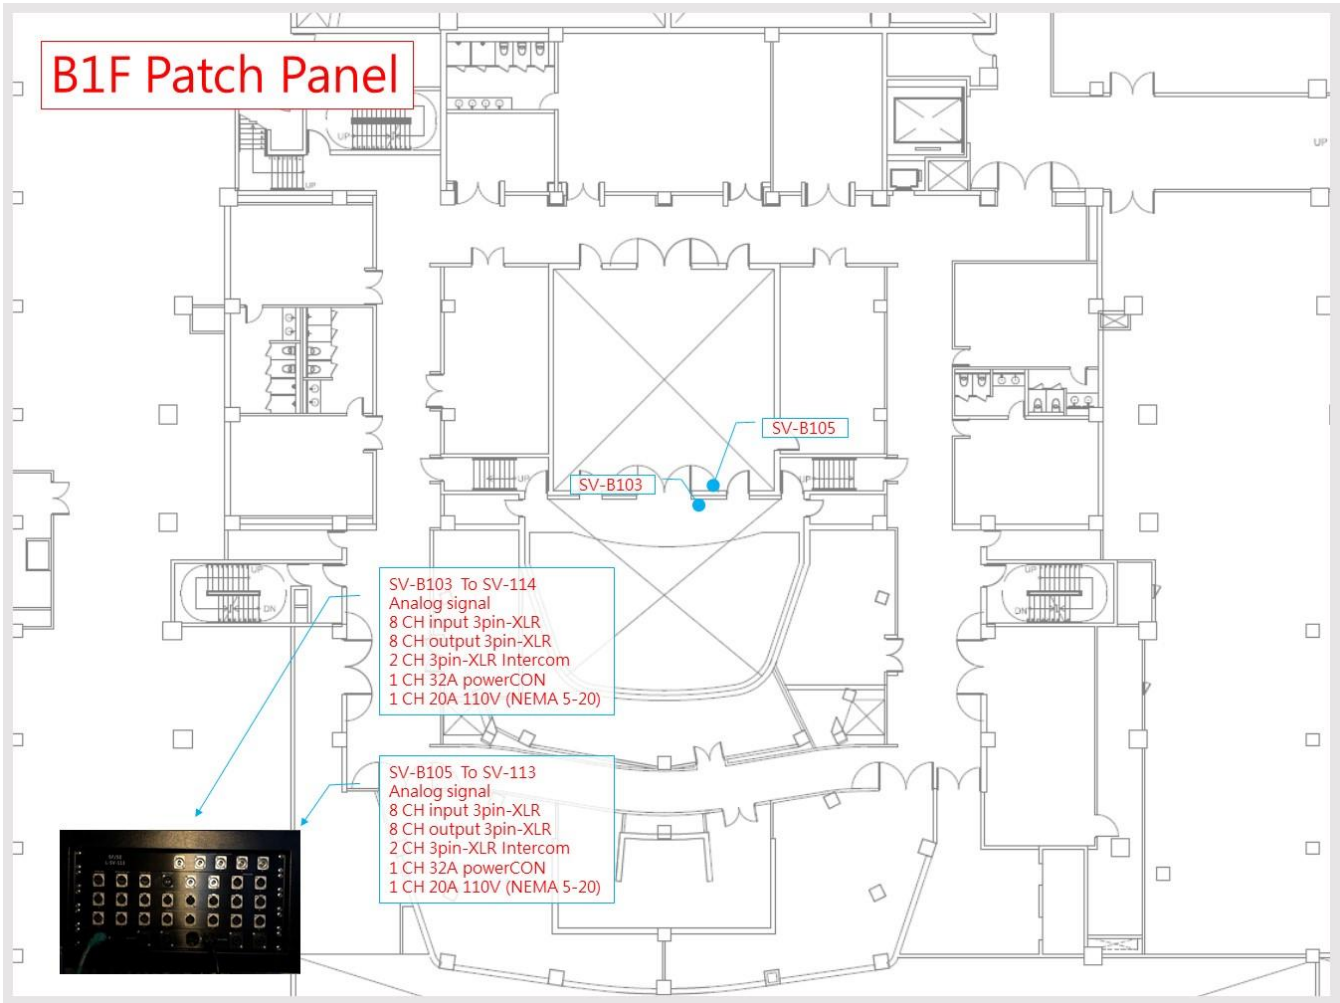 B1F Patch Panel
UP
UP
UP
SV-B105
UP
UP
SV-B103
UP
UP
DN
DN
SV-B103 To SV-114
Analog signal
8 CH input 3pin-XLR
8 CH output 3pin-XLR
2 CH 3pin-XLR Intercom
1 CH 32A powerCON
1 CH 20A 110V (NEMA 5-20)
SV-B105 To SV-113
Analog signal
8 CH input 3pin-XLR
8 CH output 3pin-XLR
2 CH 3pin-XLR Intercom
1 CH 32A powerCON
1 CH 20A 110V (NEMA 5-20)